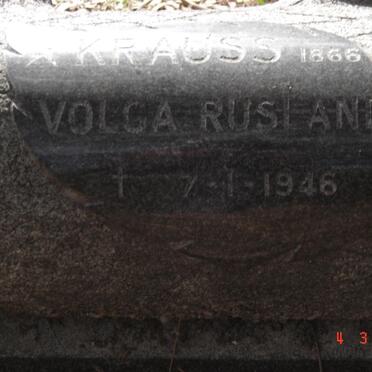 KRAUSS 1866
VOLGA RUSLAND
† 7-1-1946
4 3